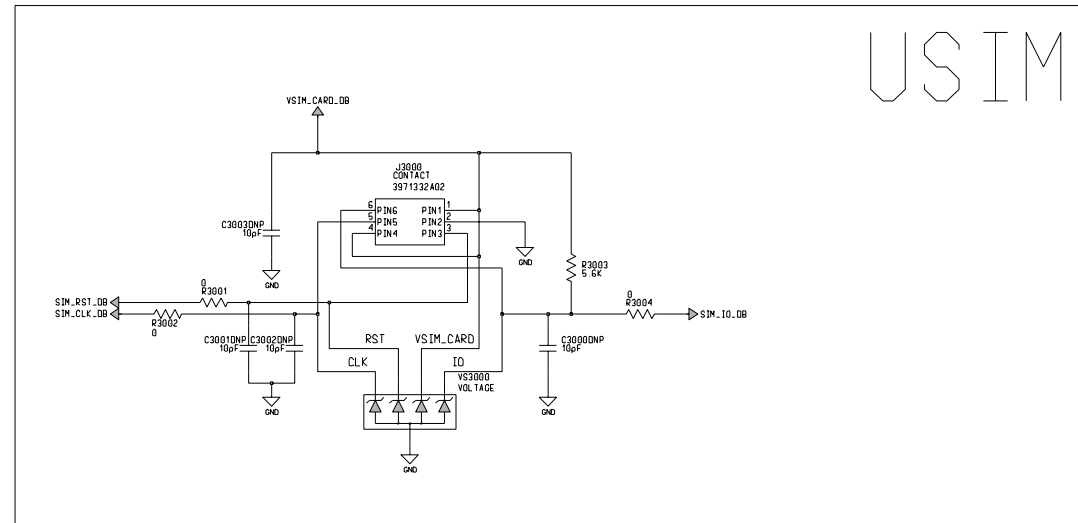 USIM
VSIM_CARD_DB
J3000
CONTACT
3971332A02
6 PIN6 PIN1 1
5 PIN5 PIN2 2
4 PIN4 PIN3 3
C3003DNP
10pF
GND
GND
R3003
5.6K
0
R3001
SIM_RST_DB
SIM_CLK_DB
R3002
0
0
R3004
SIM_IO_DB
C3001DNP
10pF
C3002DNP
10pF
RST VSIM_CARD
C3000DNP
10pF
CLK IO
VS3000
VOLTAGE
GND
GND
GND